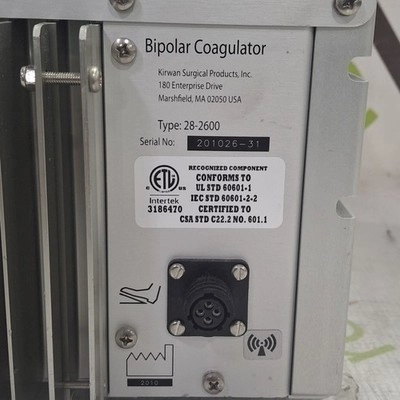 Bipolar Coagulator
Kirwan Surgical Products, Inc.
180 Enterprise Drive
Marshfield, MA 02050 USA
Type: 28-2600
Serial No: 201026-31
RECOGNIZED COMPONENT
CONFORMS TO
UL STD 60601-1
IEC STD 60601-2-2
CERTIFIED TO
CSA STD C22.2 NO. 601.1
ETL
C US
Intertek
3186470
2010